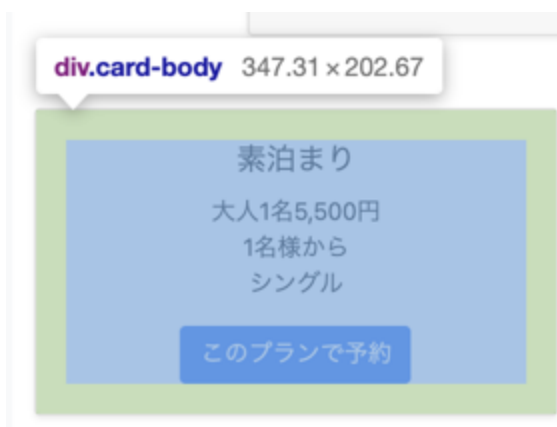 div.card-body 347.31 × 202.67
素泊まり
大人1名5,500円
1名様から
シングル
このプランで予約